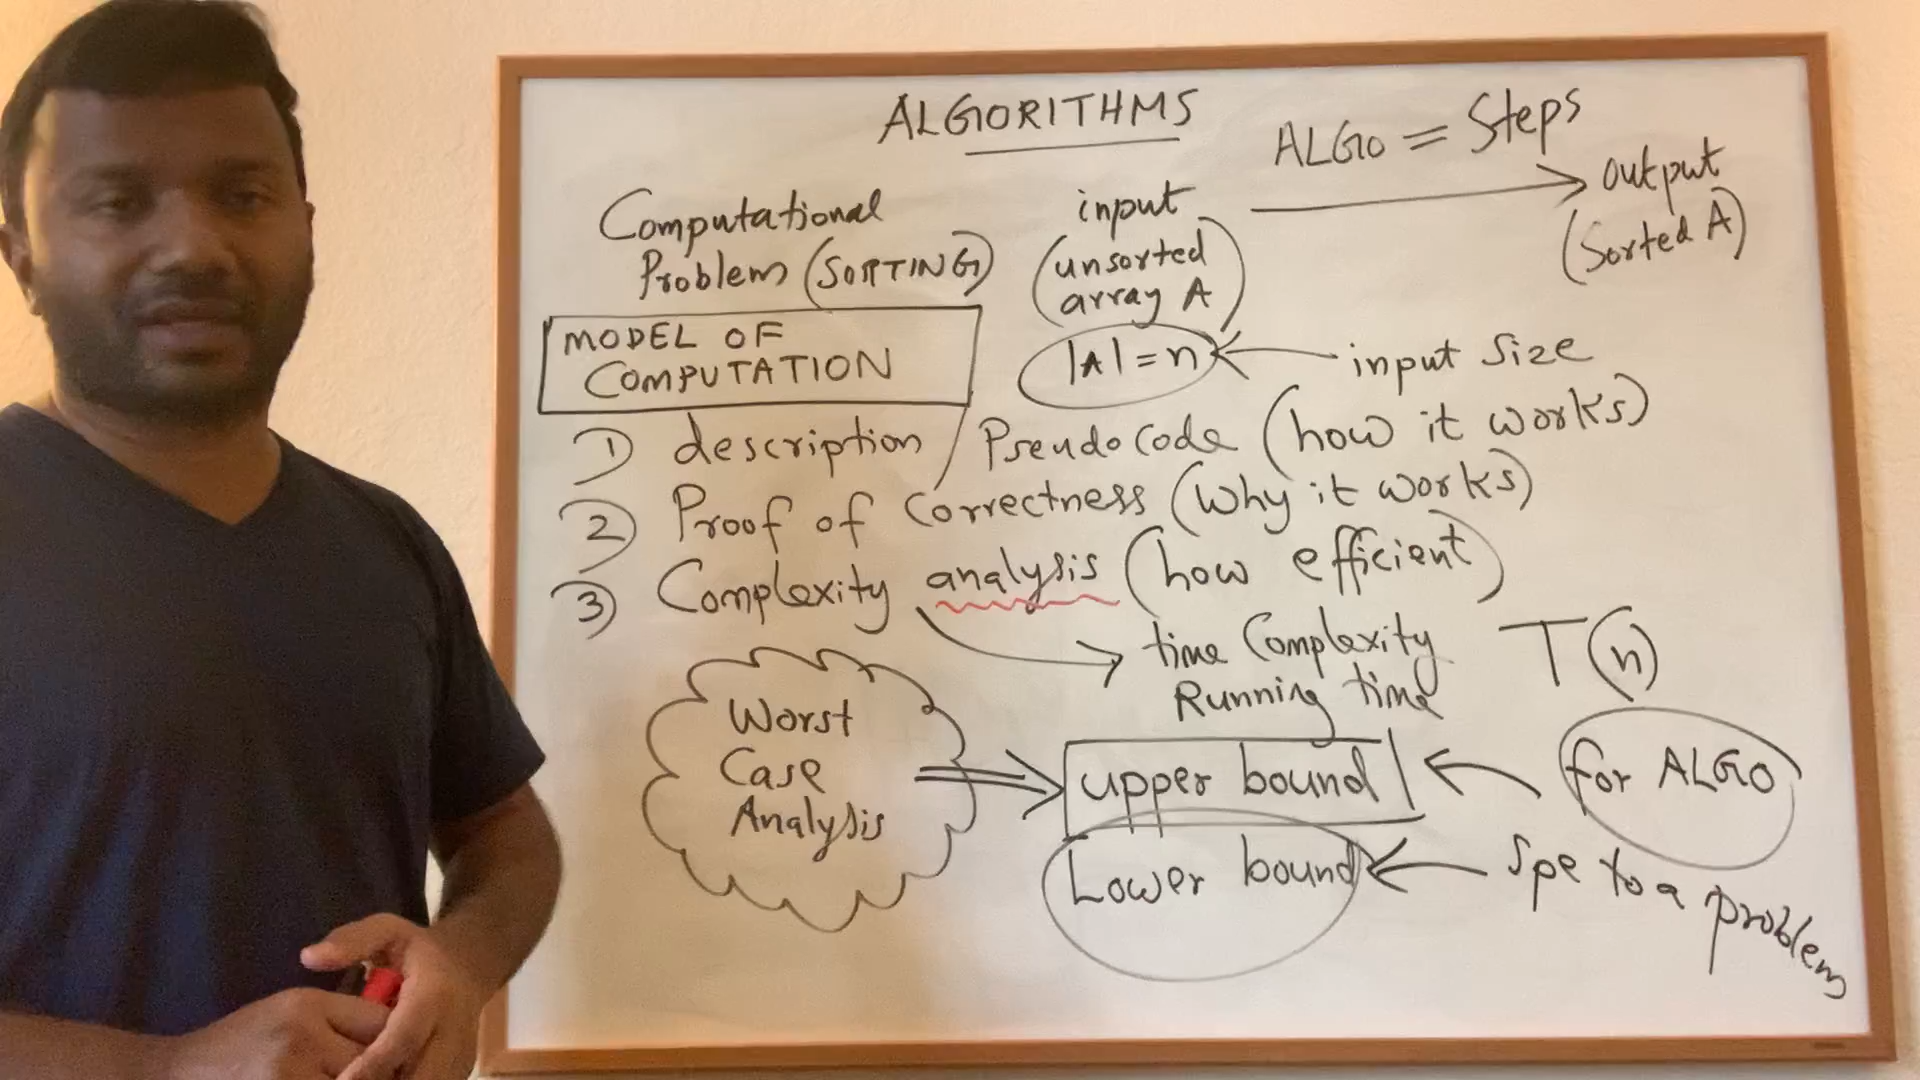 ALGORITHMS
ALGO = Steps
Computational
Problem (SORTING)
input
(unsorted
array A)
output
(Sorted A)
MODEL OF
COMPUTATION
|A| = n
input size
1) description / Pseudocode (how it works)
2) Proof of Correctness (why it works)
3) Complexity analysis (how efficient)
time Complexity
Running time
T(n)
Worst
Case
Analysis
upper bound
for ALGO
Lower bound
Spe to a problem